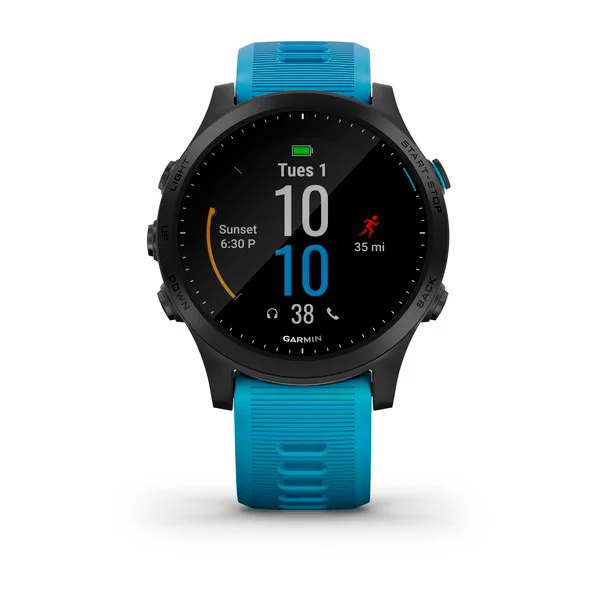 LIGHT
UP
DOWN
START·STOP
BACK
Tues 1
10
10
Sunset
6:30 P
35 mi
38
GARMIN